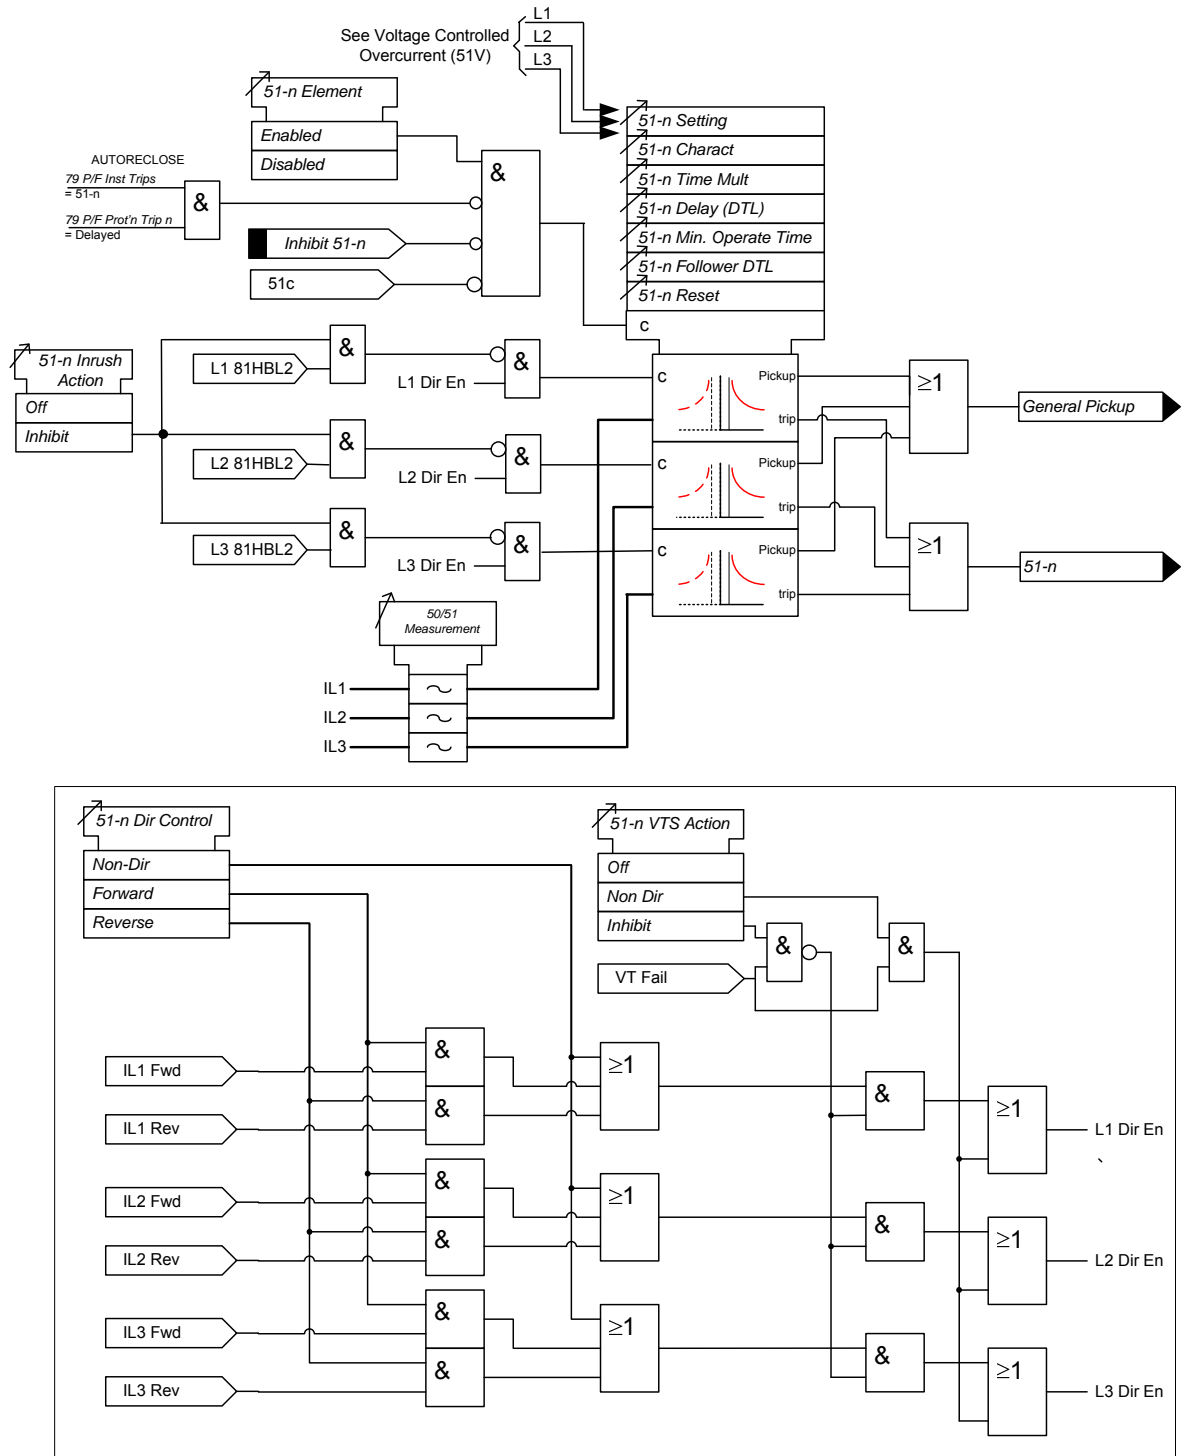 See Voltage Controlled
Overcurrent (51V)
L1
L2
L3
51-n Element
Enabled
Disabled
AUTORECLOSE
79 P/F Inst Trips
= 51-n
79 P/F Prot'n Trip n
= Delayed
&
&
Inhibit 51-n
51c
51-n Setting
51-n Charact
51-n Time Mult
51-n Delay (DTL)
51-n Min. Operate Time
51-n Follower DTL
51-n Reset
c
51-n Inrush
Action
Off
Inhibit
L1 81HBL2
&
L1 Dir En
&
L2 81HBL2
&
L2 Dir En
&
L3 81HBL2
&
L3 Dir En
&
c
Pickup
trip
c
Pickup
trip
c
Pickup
trip
≥1
General Pickup
≥1
51-n
50/51
Measurement
IL1
IL2
IL3
51-n Dir Control
Non-Dir
Forward
Reverse
51-n VTS Action
Off
Non Dir
Inhibit
VT Fail
&
&
IL1 Fwd
IL1 Rev
&
&
≥1
&
≥1
L1 Dir En
`
IL2 Fwd
IL2 Rev
&
&
≥1
&
≥1
L2 Dir En
IL3 Fwd
IL3 Rev
&
&
≥1
&
≥1
L3 Dir En